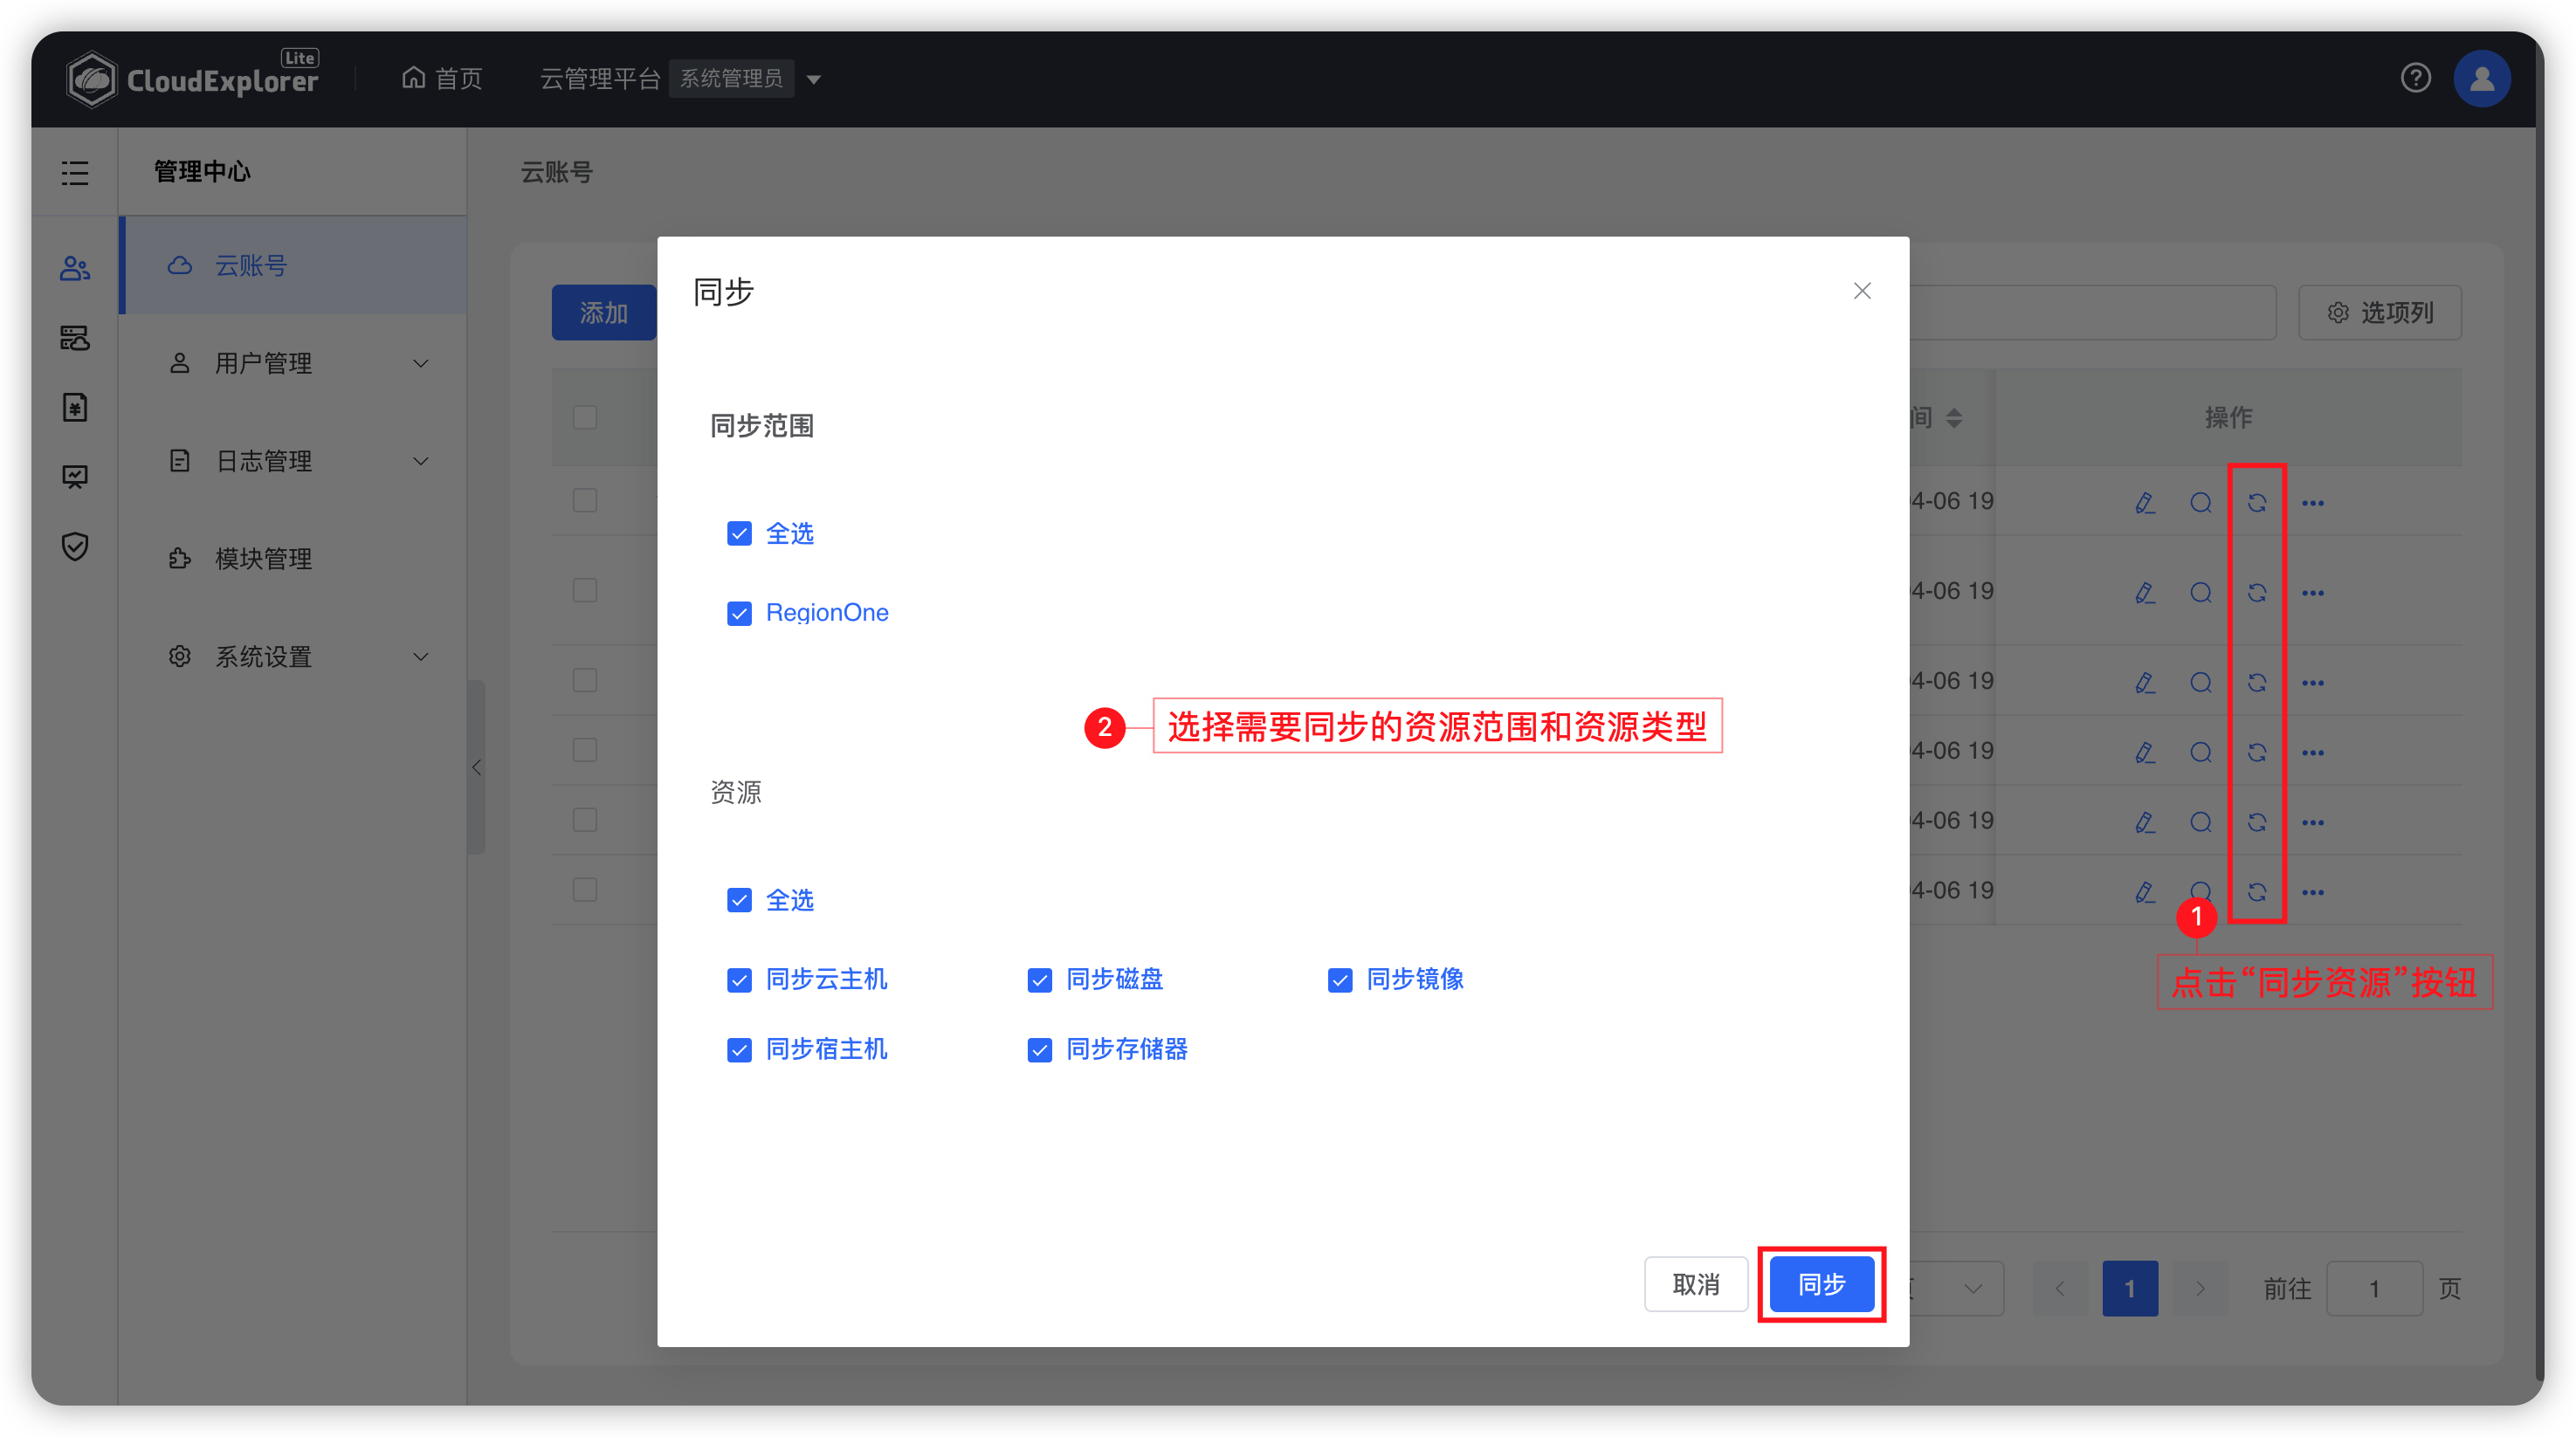 CloudExplorer Lite
首页
云管理平台 系统管理员
管理中心
云账号
用户管理
日志管理
模块管理
系统设置
云账号
添加
选项列
间
操作
4-06 19
4-06 19
4-06 19
4-06 19
4-06 19
4-06 19
1
点击“同步资源”按钮
同步
同步范围
全选
RegionOne
2
选择需要同步的资源范围和资源类型
资源
全选
同步云主机
同步磁盘
同步镜像
同步宿主机
同步存储器
取消
同步
1
前往
1
页